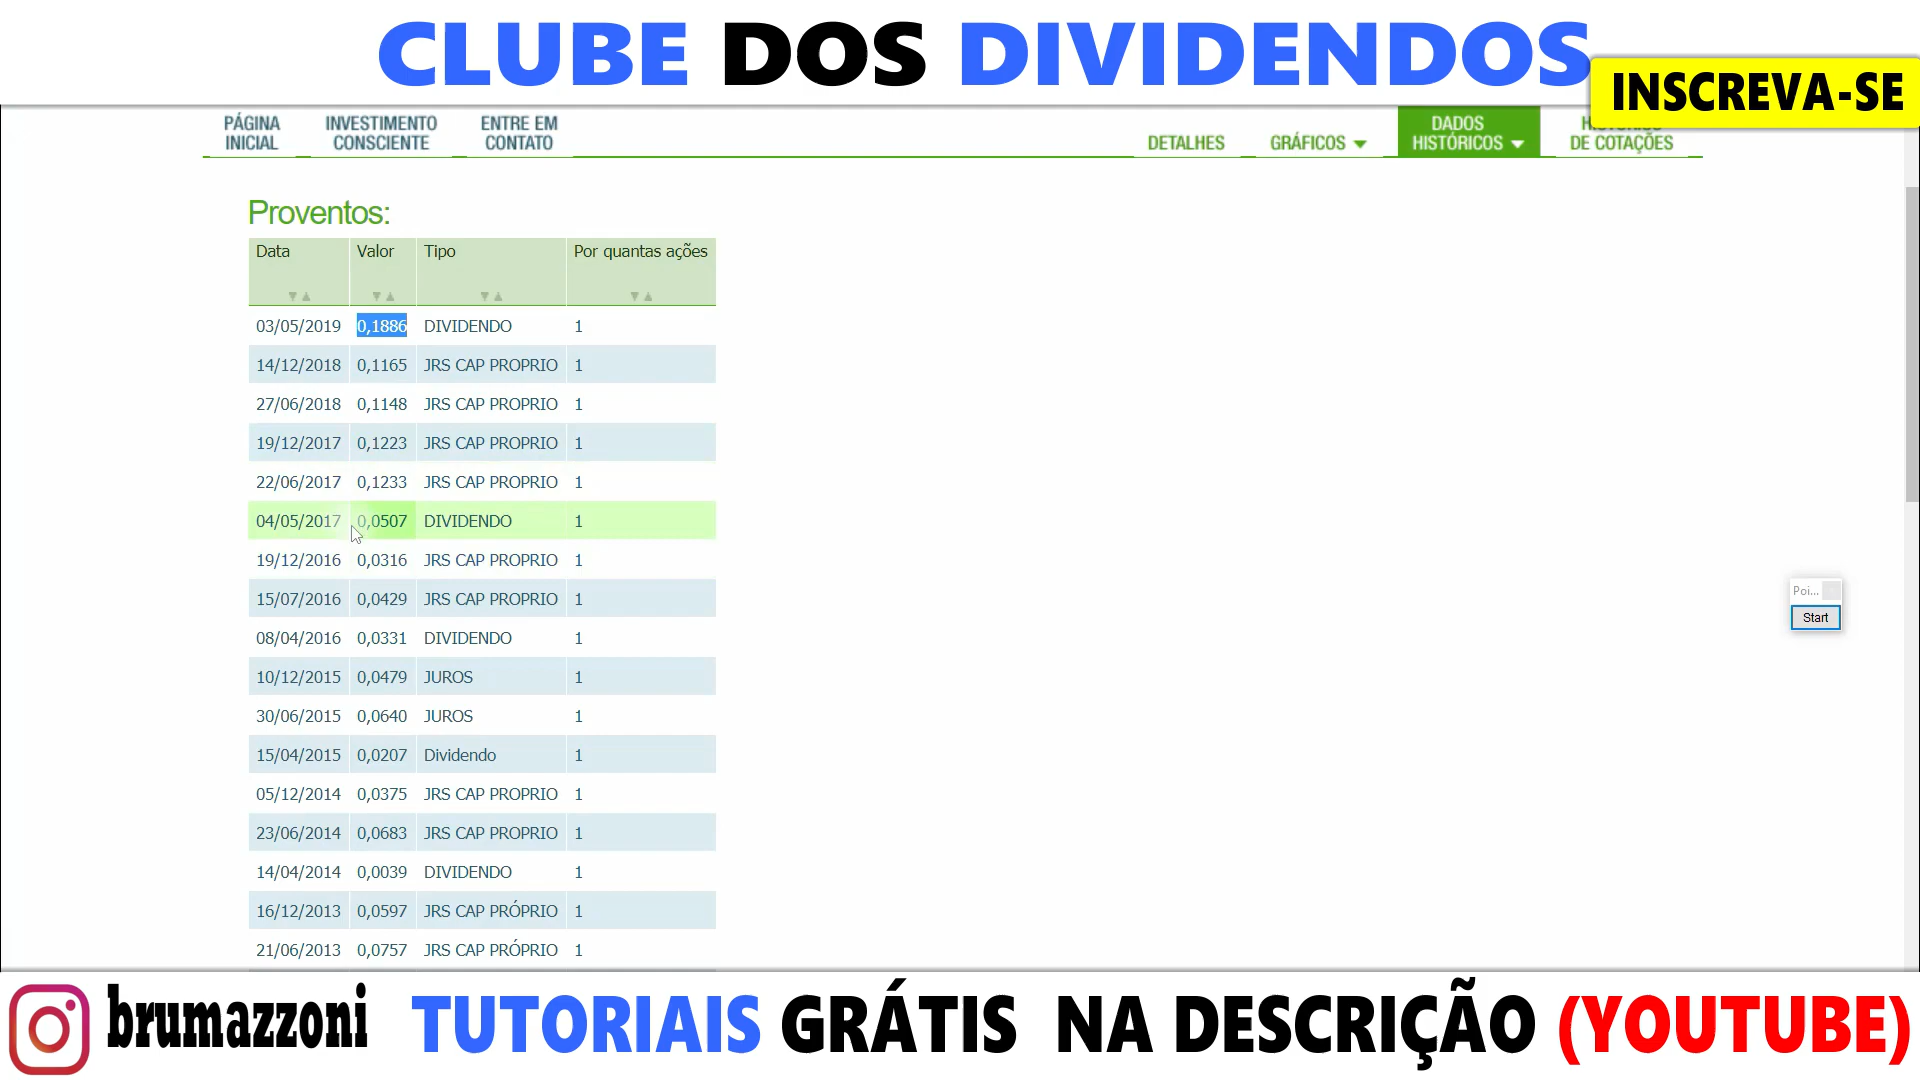 CLUBE DOS DIVIDENDOS
INSCREVA-SE
PÁGINA INICIAL
INVESTIMENTO CONSCIENTE
ENTRE EM CONTATO
DETALHES
GRÁFICOS
DADOS HISTÓRICOS
HISTÓRICO DE COTAÇÕES
Proventos:
Data Valor Tipo Por quantas ações
03/05/2019 0,1886 DIVIDENDO 1
14/12/2018 0,1165 JRS CAP PROPRIO 1
27/06/2018 0,1148 JRS CAP PROPRIO 1
19/12/2017 0,1223 JRS CAP PROPRIO 1
22/06/2017 0,1233 JRS CAP PROPRIO 1
04/05/2017 0,0507 DIVIDENDO 1
19/12/2016 0,0316 JRS CAP PROPRIO 1
15/07/2016 0,0429 JRS CAP PROPRIO 1
08/04/2016 0,0331 DIVIDENDO 1
10/12/2015 0,0479 JUROS 1
30/06/2015 0,0640 JUROS 1
15/04/2015 0,0207 Dividendo 1
05/12/2014 0,0375 JRS CAP PROPRIO 1
23/06/2014 0,0683 JRS CAP PROPRIO 1
14/04/2014 0,0039 DIVIDENDO 1
16/12/2013 0,0597 JRS CAP PRÓPRIO 1
21/06/2013 0,0757 JRS CAP PRÓPRIO 1
Poi...
Start
brumazzoni TUTORIAIS GRÁTIS NA DESCRIÇÃO (YOUTUBE)